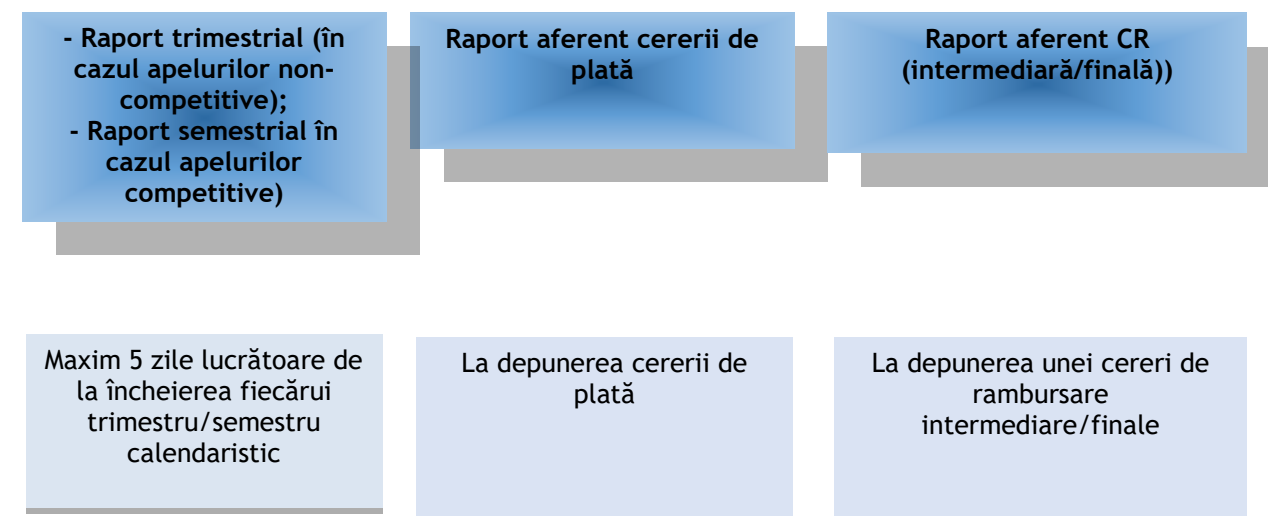 - Raport trimestrial (în
cazul apelurilor non-
competitive);
- Raport semestrial în
cazul apelurilor
competitive)
Raport aferent cererii de
plată
Raport aferent CR
(intermediară/finală))
Maxim 5 zile lucrătoare de
la încheierea fiecărui
trimestru/semestru
calendaristic
La depunerea cererii de
plată
La depunerea unei cereri de
rambursare
intermediare/finale